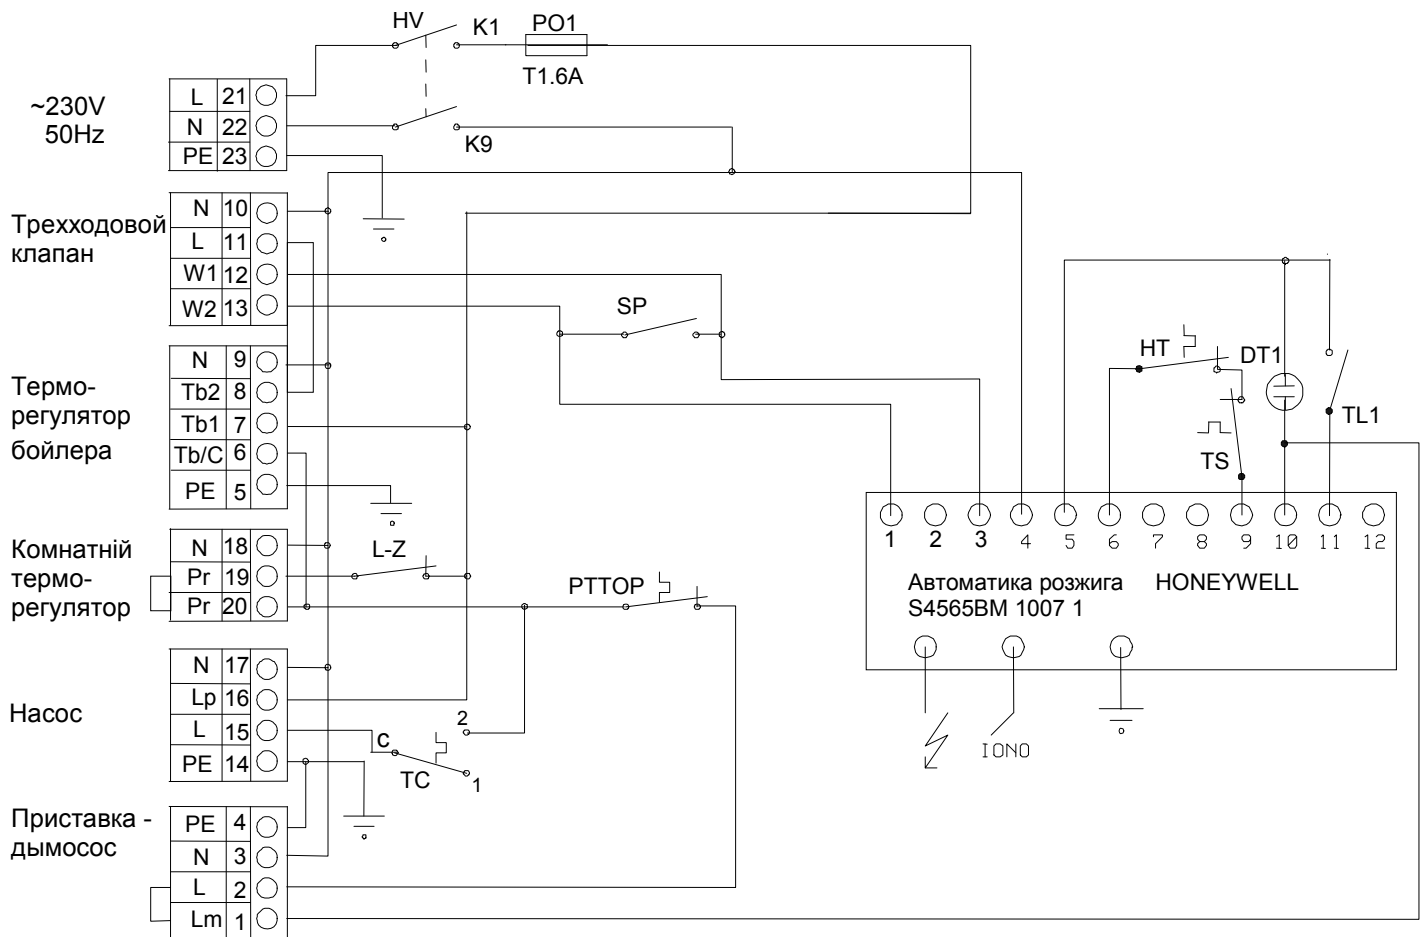 HV
K1
PO1
T1.6A
~230V
50Hz
L 21
N 22
PE 23
K9
Трехходовой
клапан
N 10
L 11
W1 12
W2 13
SP
Термо-
регулятор
бойлера
N 9
Tb2 8
Tb1 7
Tb/C 6
PE 5
HT
DT1
TL1
TS
Комнатній
термо-
регулятор
N 18
Pr 19
Pr 20
L-Z
PTTOP
1 2 3 4 5 6 7 8 9 10 11 12
Автоматика розжига HONEYWELL
S4565BM 1007 1
IONO
Насос
N 17
Lp 16
L 15
PE 14
2
c
TC
1
Приставка -
дымосос
PE 4
N 3
L 2
Lm 1